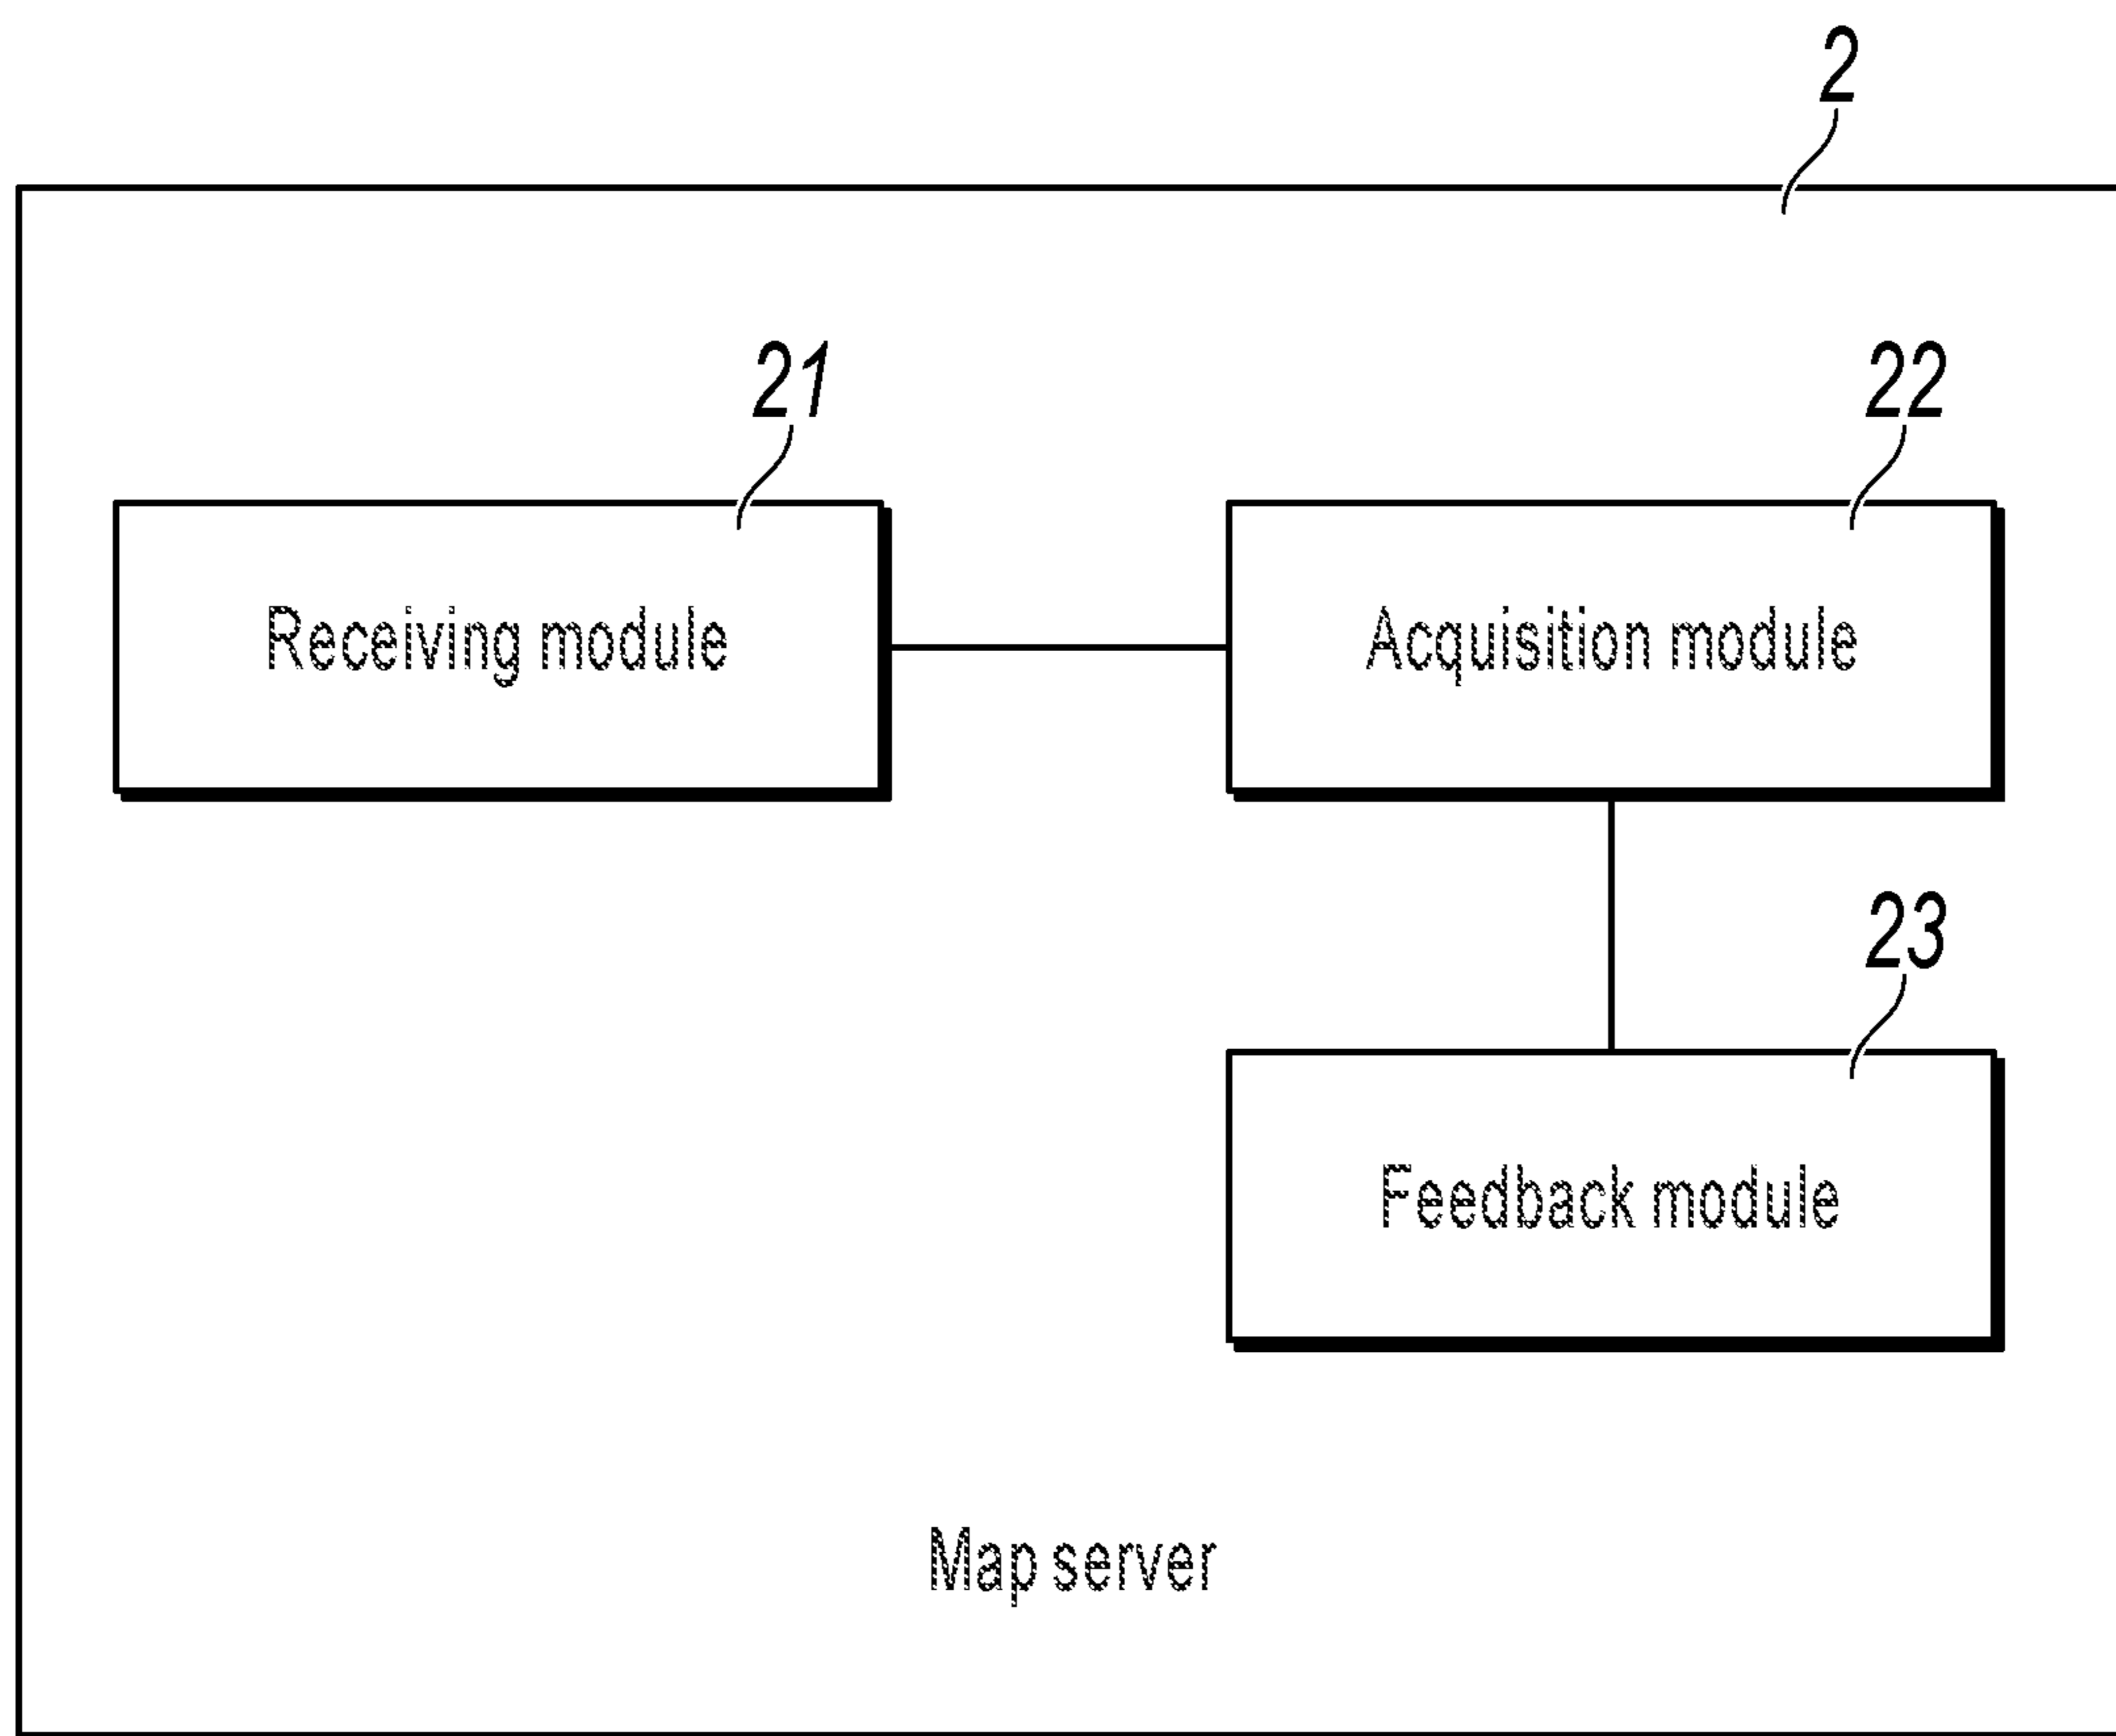 2
21
22
Receiving module
Acquisition module
23
Feedback module
Map server